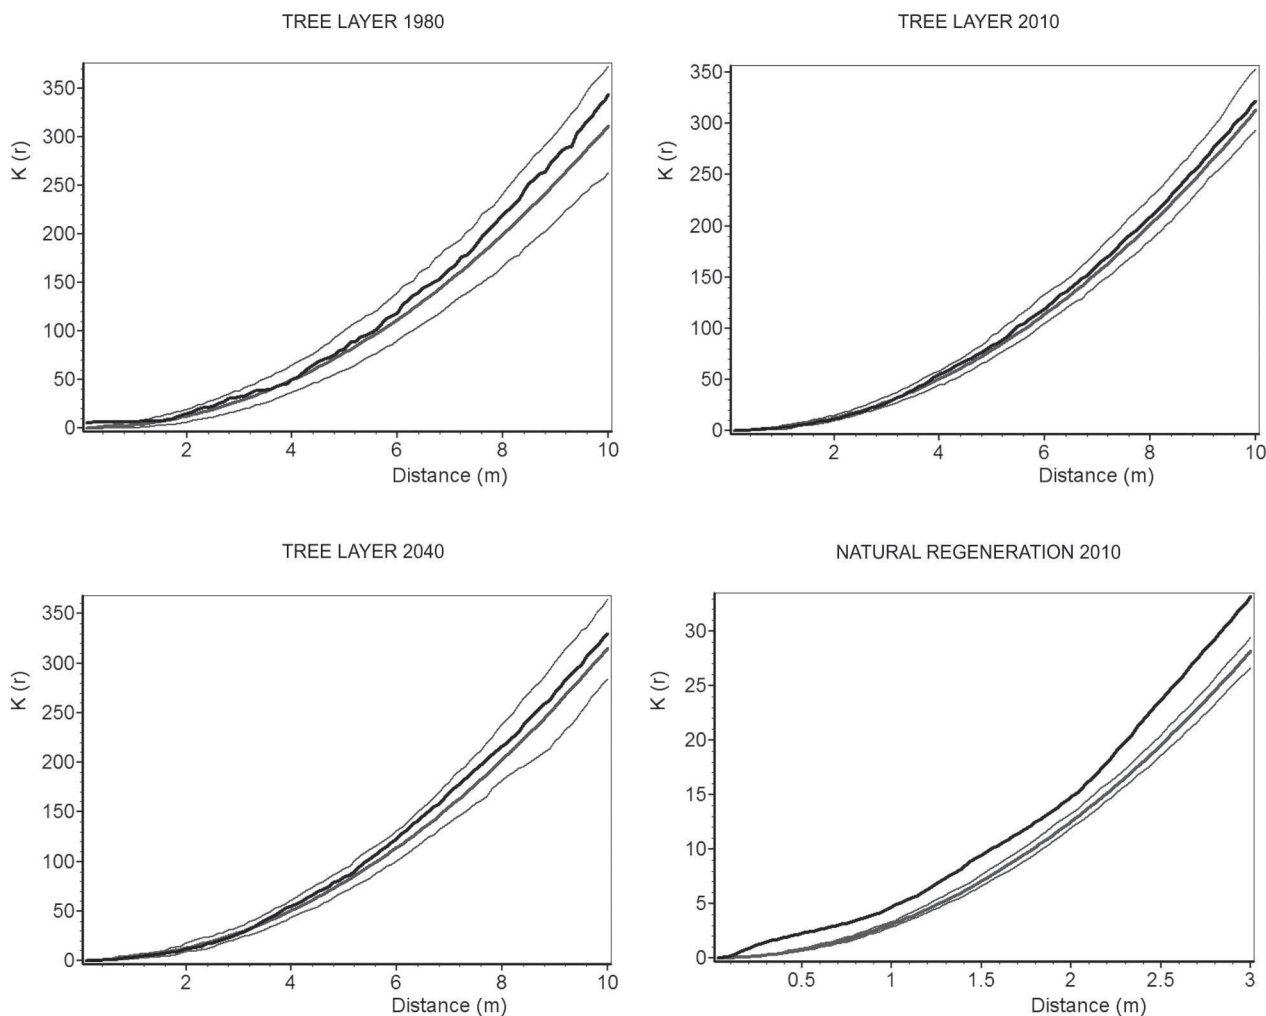 TREE LAYER 1980
K (r)
350
300
250
200
150
100
50
0
2 4 6 8 10
Distance (m)
TREE LAYER 2010
K (r)
350
300
250
200
150
100
50
0
2 4 6 8 10
Distance (m)
TREE LAYER 2040
K (r)
350
300
250
200
150
100
50
0
2 4 6 8 10
Distance (m)
NATURAL REGENERATION 2010
K (r)
30
25
20
15
10
5
0
0.5 1 1.5 2 2.5 3
Distance (m)